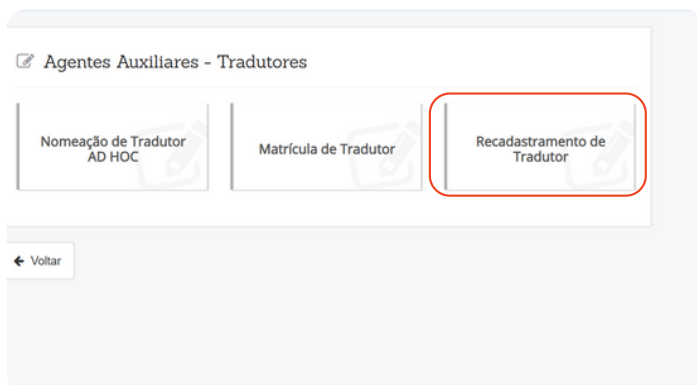 Agentes Auxiliares - Tradutores
Nomeação de Tradutor
AD HOC
Matrícula de Tradutor
Recadastramento de
Tradutor
Voltar